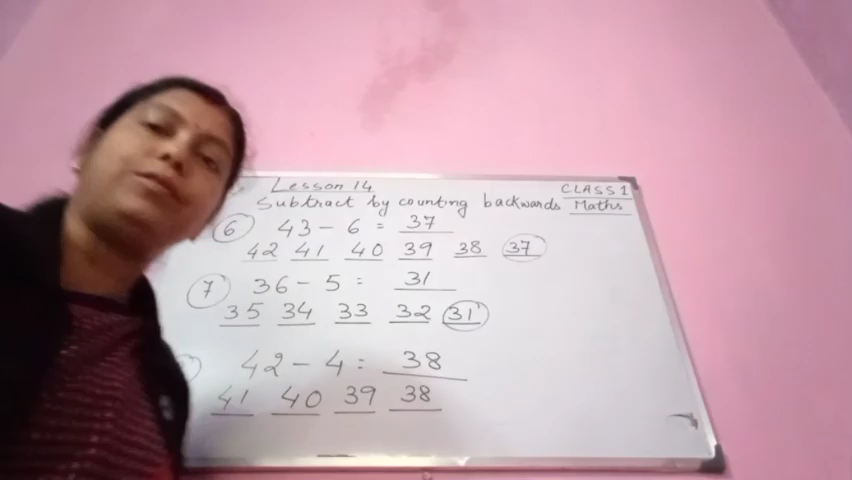 Lesson 14 CLASS 1
Subtract by counting backwards Maths
6 43 - 6 = 37
42 41 40 39 38 37
7 36 - 5 = 31
35 34 33 32 31
42 - 4 = 38
41 40 39 38